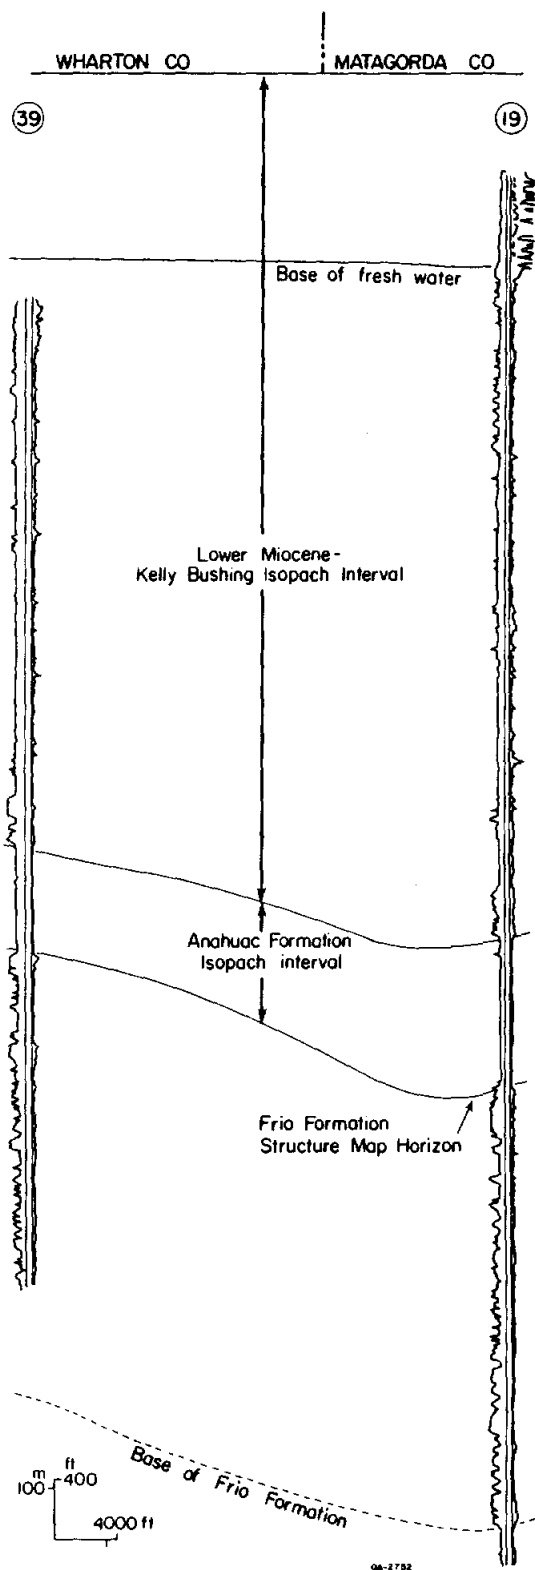 WHARTON CO
MATAGORDA CO
39
19
Base of fresh water
Lower Miocene-
Kelly Bushing Isopach Interval
Anahuac Formation
Isopach interval
Frio Formation
Structure Map Horizon
Base of Frio Formation
m
ft
100
400
4000 ft
QA-2752